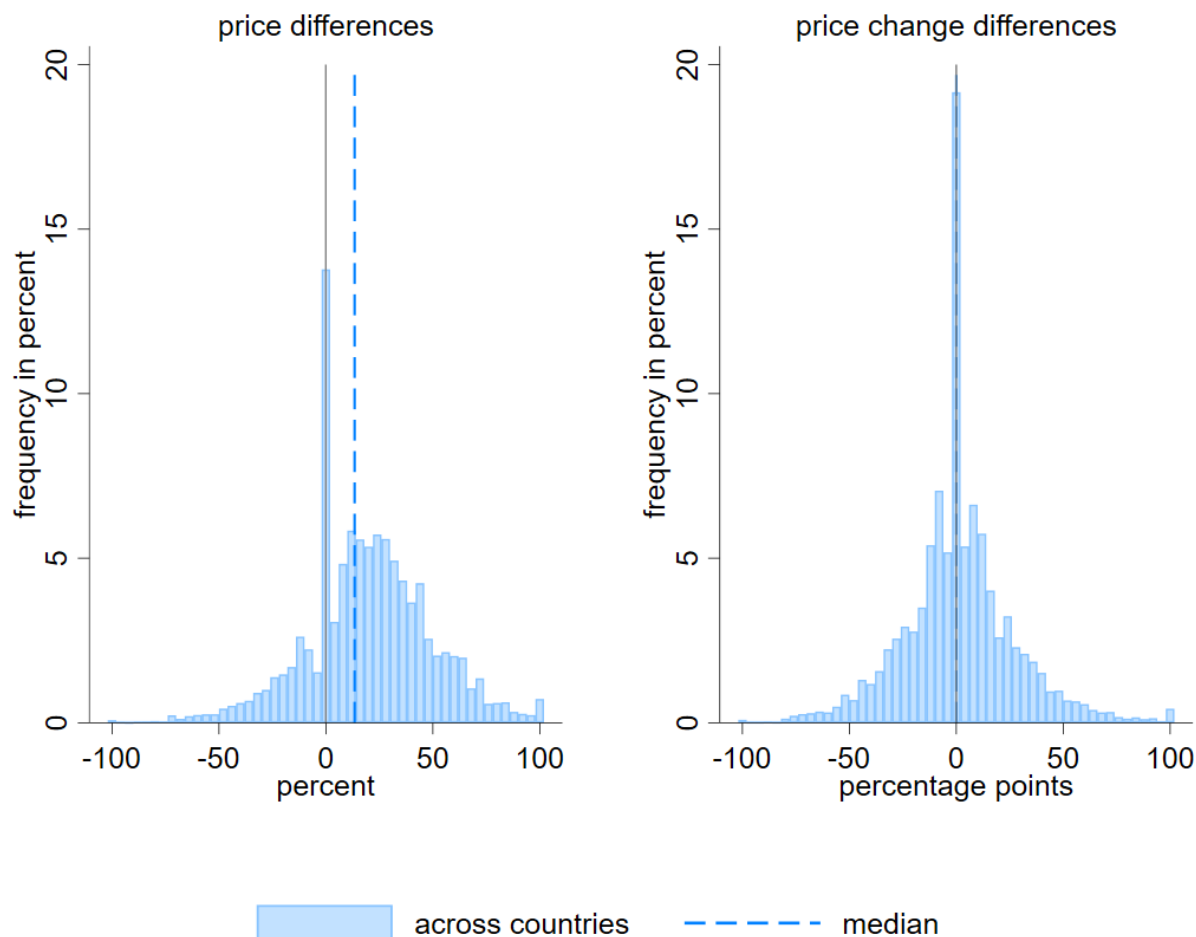 price differences
frequency in percent
20
15
10
5
0
-100 -50 0 50 100
percent
price change differences
frequency in percent
20
15
10
5
0
-100 -50 0 50 100
percentage points
across countries median